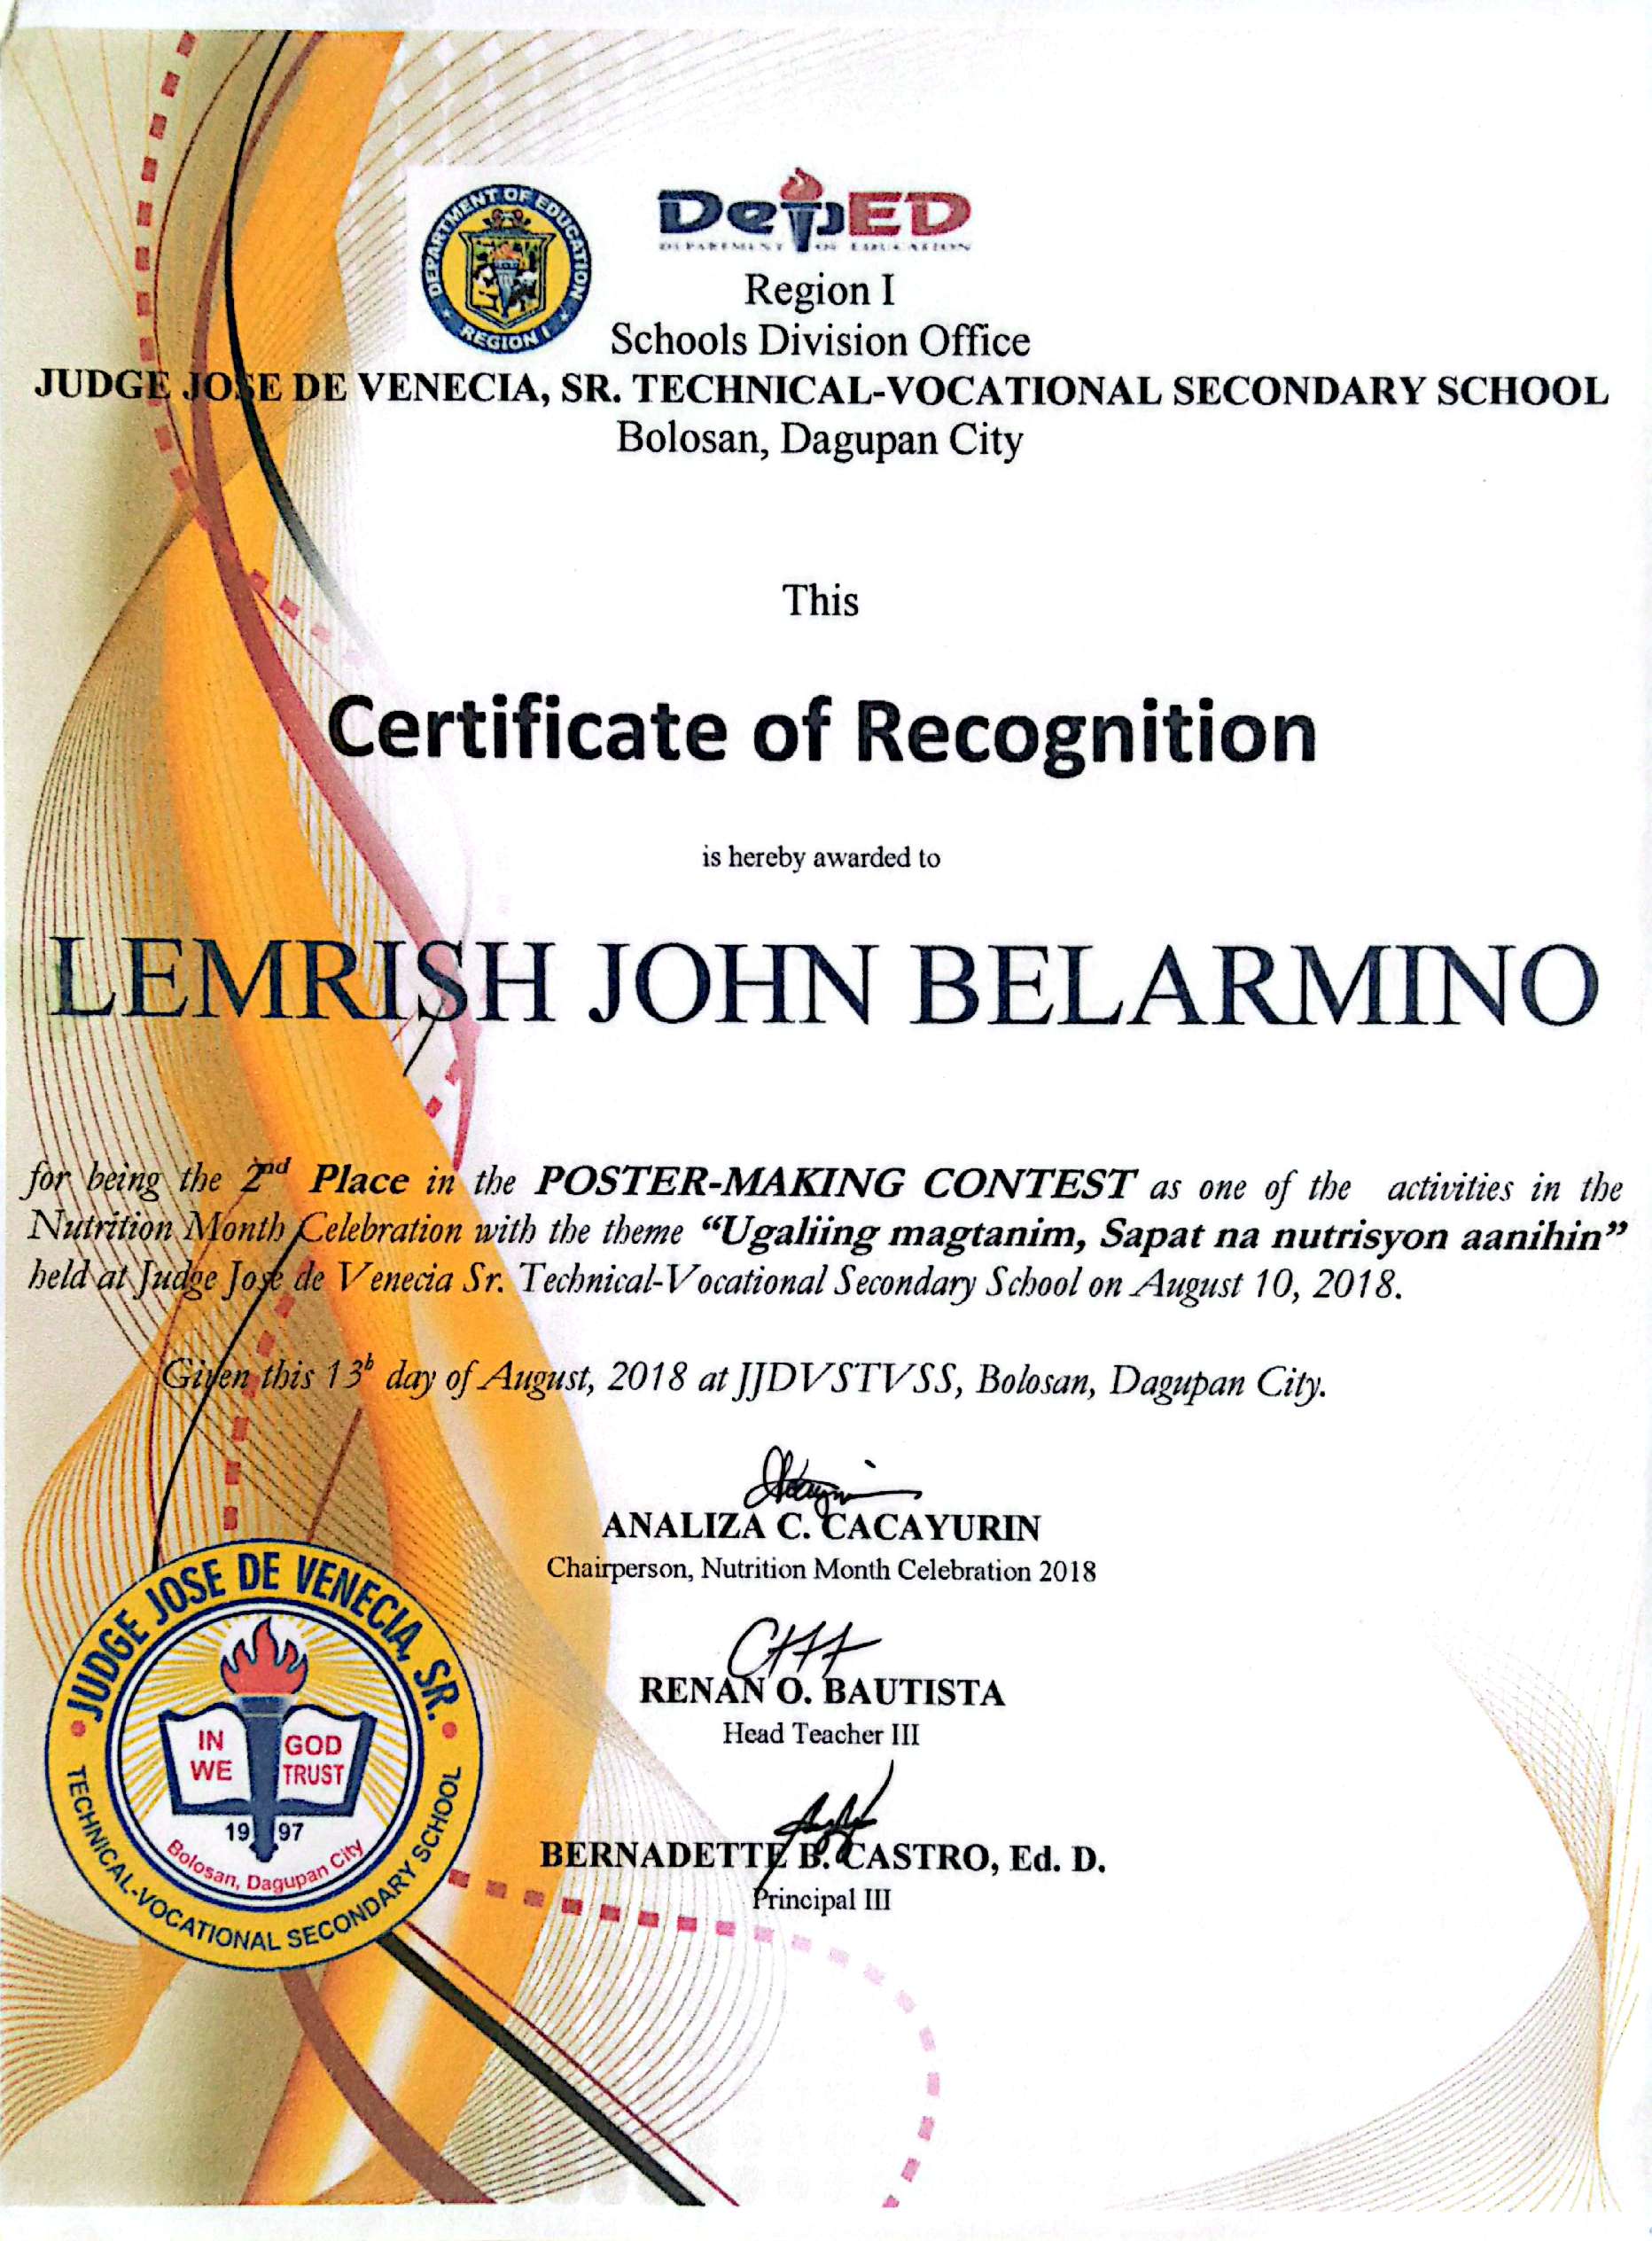 DEPARTMENT OF EDUCATION
REGION I
DepED
DEPARTMENT OF EDUCATION
Region I
Schools Division Office
JUDGE JOSE DE VENECIA, SR. TECHNICAL-VOCATIONAL SECONDARY SCHOOL
Bolosan, Dagupan City
This
Certificate of Recognition
is hereby awarded to
LEMRISH JOHN BELARMINO
for being the 2nd Place in the POSTER-MAKING CONTEST as one of the activities in the
Nutrition Month Celebration with the theme “Ugaliing magtanim, Sapat na nutrisyon aanihin”
held at Judge Jose de Venecia Sr. Technical-Vocational Secondary School on August 10, 2018.
Given this 13h day of August, 2018 at JJDVSTVSS, Bolosan, Dagupan City.
ANALIZA C. CACAYURIN
Chairperson, Nutrition Month Celebration 2018
RENAN O. BAUTISTA
Head Teacher III
BERNADETTE B. CASTRO, Ed. D.
Principal III
JUDGE JOSE DE VENECIA, SR.
IN GOD
WE TRUST
1997
Bolosan, Dagupan City
TECHNICAL-VOCATIONAL SECONDARY SCHOOL